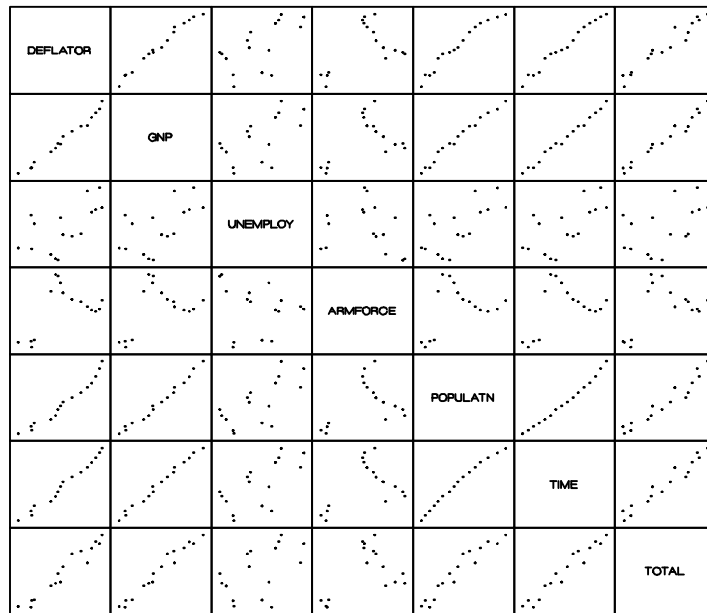 DEFLATOR
GNP
UNEMPLOY
ARMFORCE
POPULATN
TIME
TOTAL